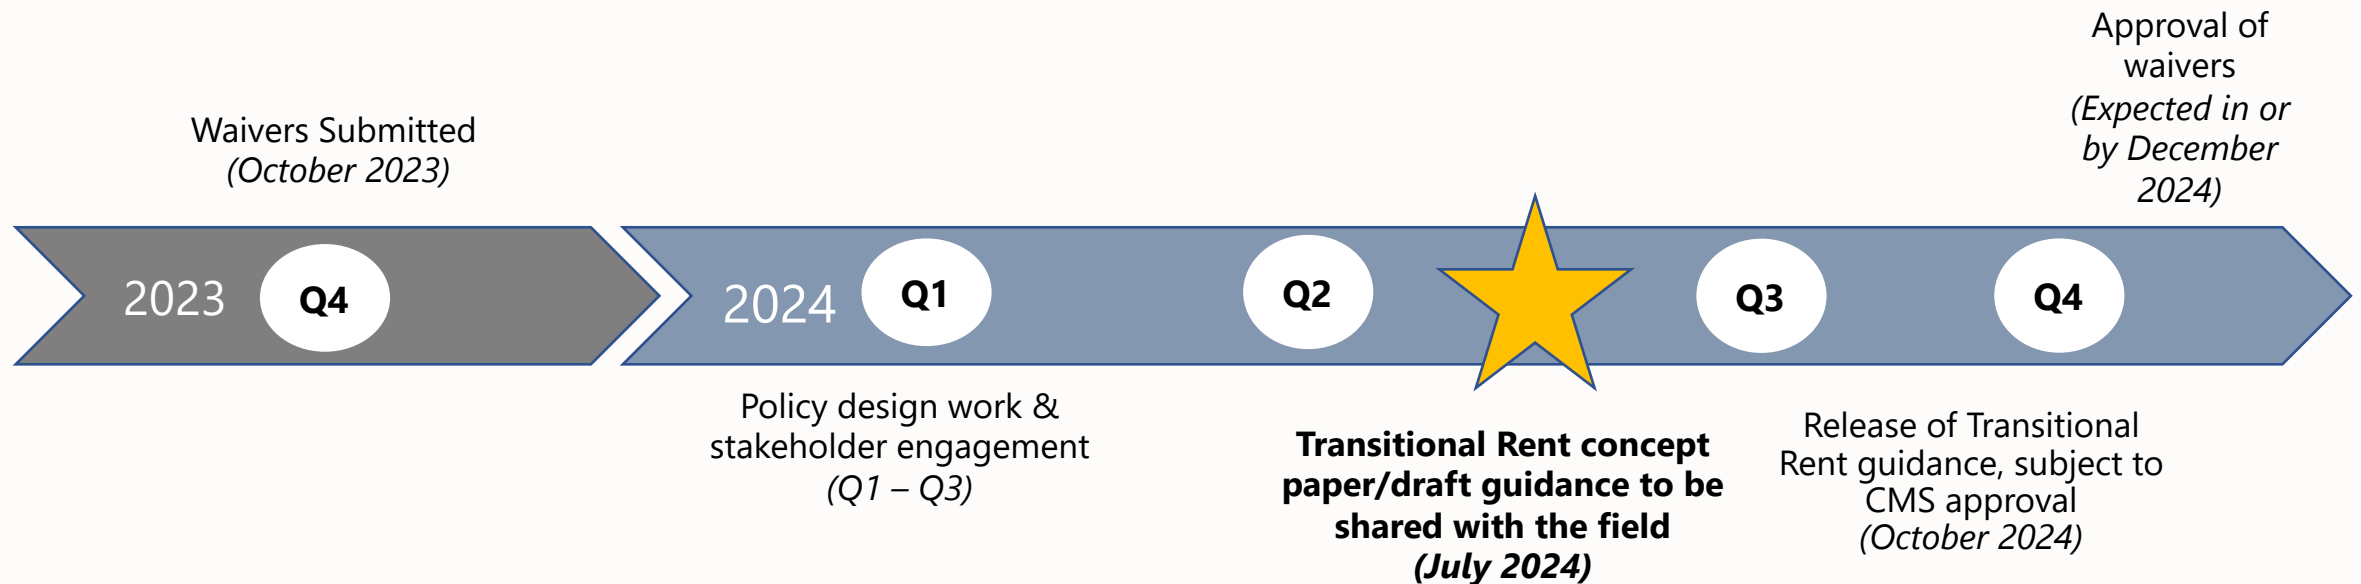 Waivers Submitted
(October 2023)
Approval of
waivers
(Expected in or
by December
2024)
2023
Q4
2024
Q1
Q2
Q3
Q4
Policy design work &
stakeholder engagement
(Q1 – Q3)
Transitional Rent concept
paper/draft guidance to be
shared with the field
(July 2024)
Release of Transitional
Rent guidance, subject to
CMS approval
(October 2024)